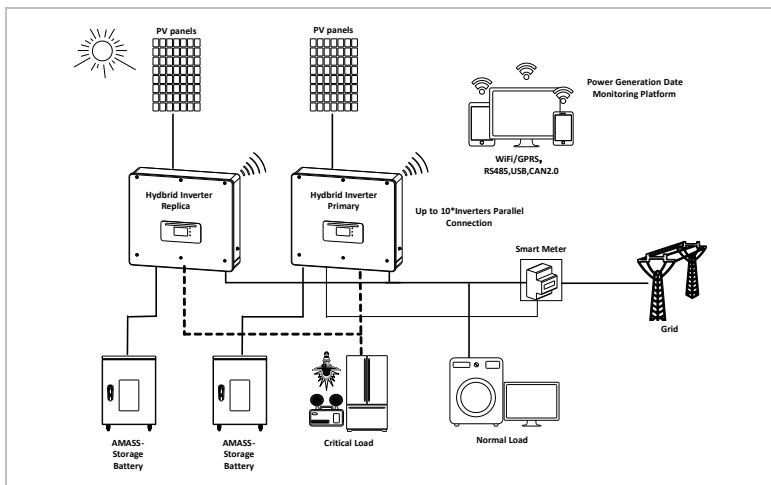 PV panels
PV panels
Power Generation Date
Monitoring Platform
WiFi/GPRS,
RS485,USB,CAN2.0
Hydbrid Inverter
Replica
Hydbrid Inverter
Primary
Up to 10*Inverters Parallel
Connection
Smart Meter
Grid
AMASS-
Storage
Battery
AMASS-
Storage
Battery
Critical Load
Normal Load